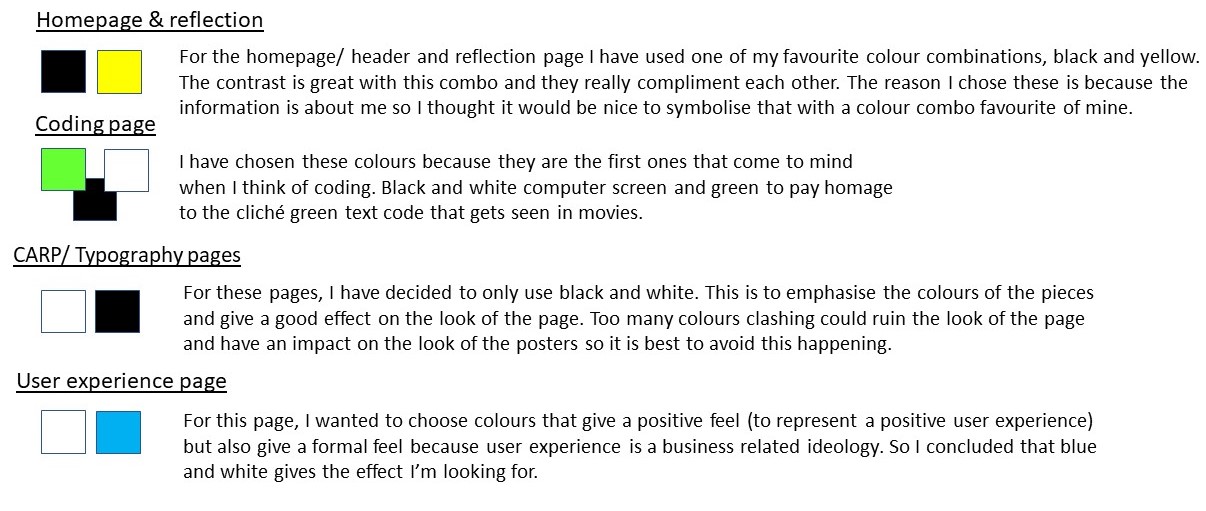 Homepage & reflection
For the homepage/ header and reflection page I have used one of my favourite colour combinations, black and yellow.
The contrast is great with this combo and they really compliment each other. The reason I chose these is because the
information is about me so I thought it would be nice to symbolise that with a colour combo favourite of mine.
Coding page
I have chosen these colours because they are the first ones that come to mind
when I think of coding. Black and white computer screen and green to pay homage
to the cliché green text code that gets seen in movies.
CARP/ Typography pages
For these pages, I have decided to only use black and white. This is to emphasise the colours of the pieces
and give a good effect on the look of the page. Too many colours clashing could ruin the look of the page
and have an impact on the look of the posters so it is best to avoid this happening.
User experience page
For this page, I wanted to choose colours that give a positive feel (to represent a positive user experience)
but also give a formal feel because user experience is a business related ideology. So I concluded that blue
and white gives the effect I’m looking for.